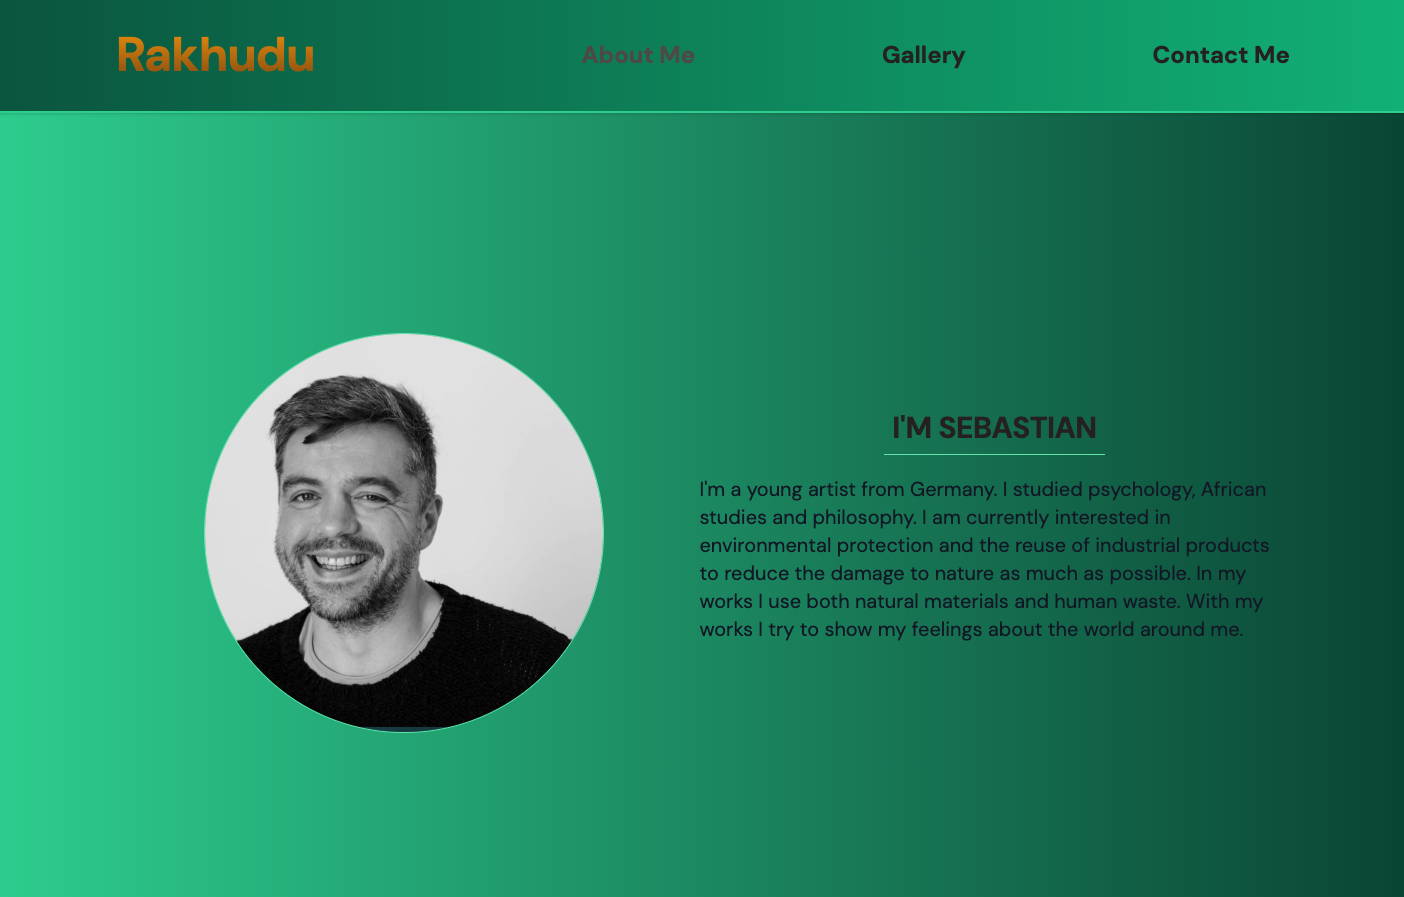 Rakhudu
About Me
Gallery
Contact Me
I'M SEBASTIAN
I'm a young artist from Germany. I studied psychology, African
studies and philosophy. I am currently interested in
environmental protection and the reuse of industrial products
to reduce the damage to nature as much as possible. In my
works I use both natural materials and human waste. With my
works I try to show my feelings about the world around me.